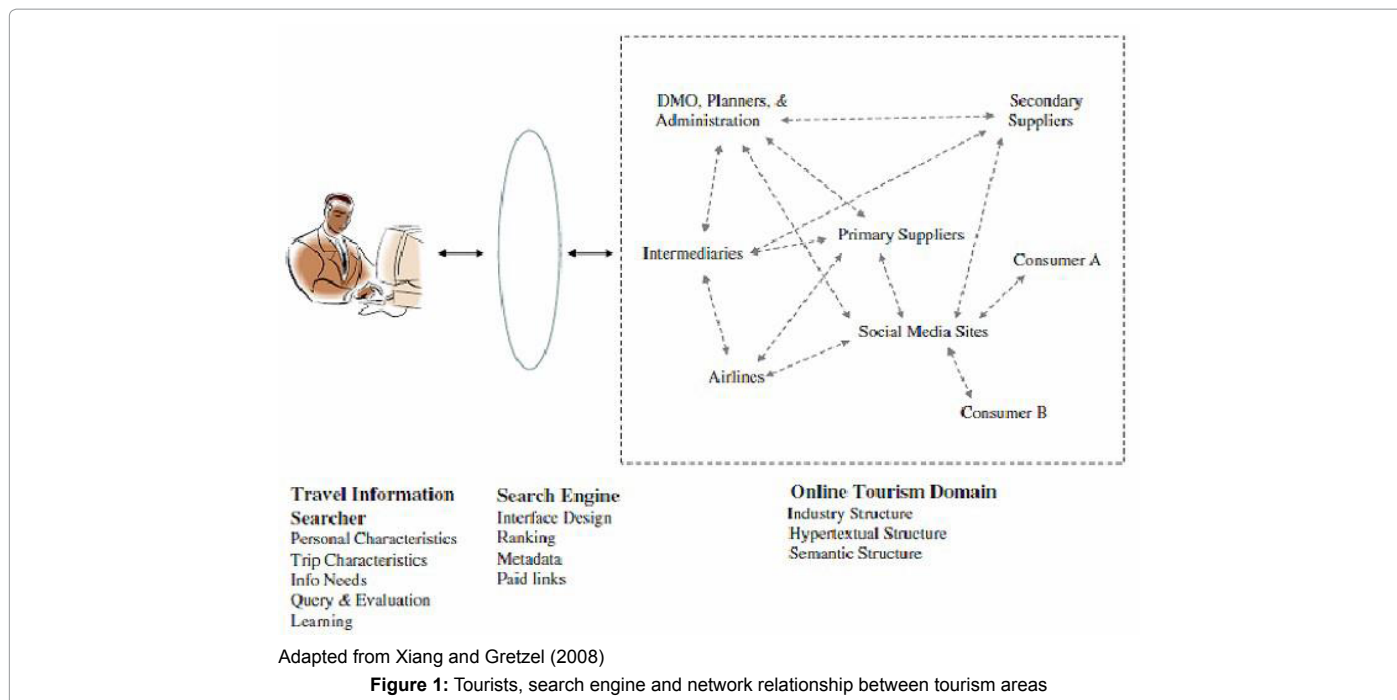 DMO, Planners, &
Administration
Secondary
Suppliers
Intermediaries
Primary Suppliers
Consumer A
Social Media Sites
Airlines
Consumer B
Travel Information
Searcher
Personal Characteristics
Trip Characteristics
Info Needs
Query & Evaluation
Learning
Search Engine
Interface Design
Ranking
Metadata
Paid links
Online Tourism Domain
Industry Structure
Hypertextual Structure
Semantic Structure
Adapted from Xiang and Gretzel (2008)
Figure 1: Tourists, search engine and network relationship between tourism areas